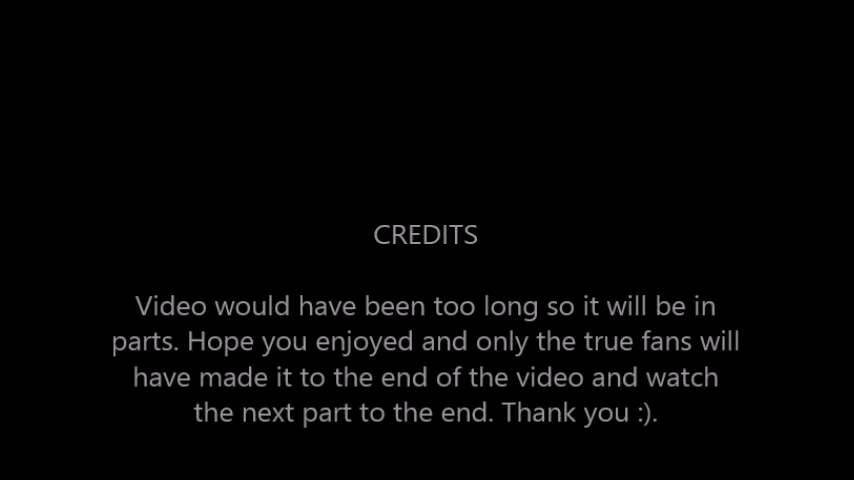 CREDITS
Video would have been too long so it will be in
parts. Hope you enjoyed and only the true fans will
have made it to the end of the video and watch
the next part to the end. Thank you :).